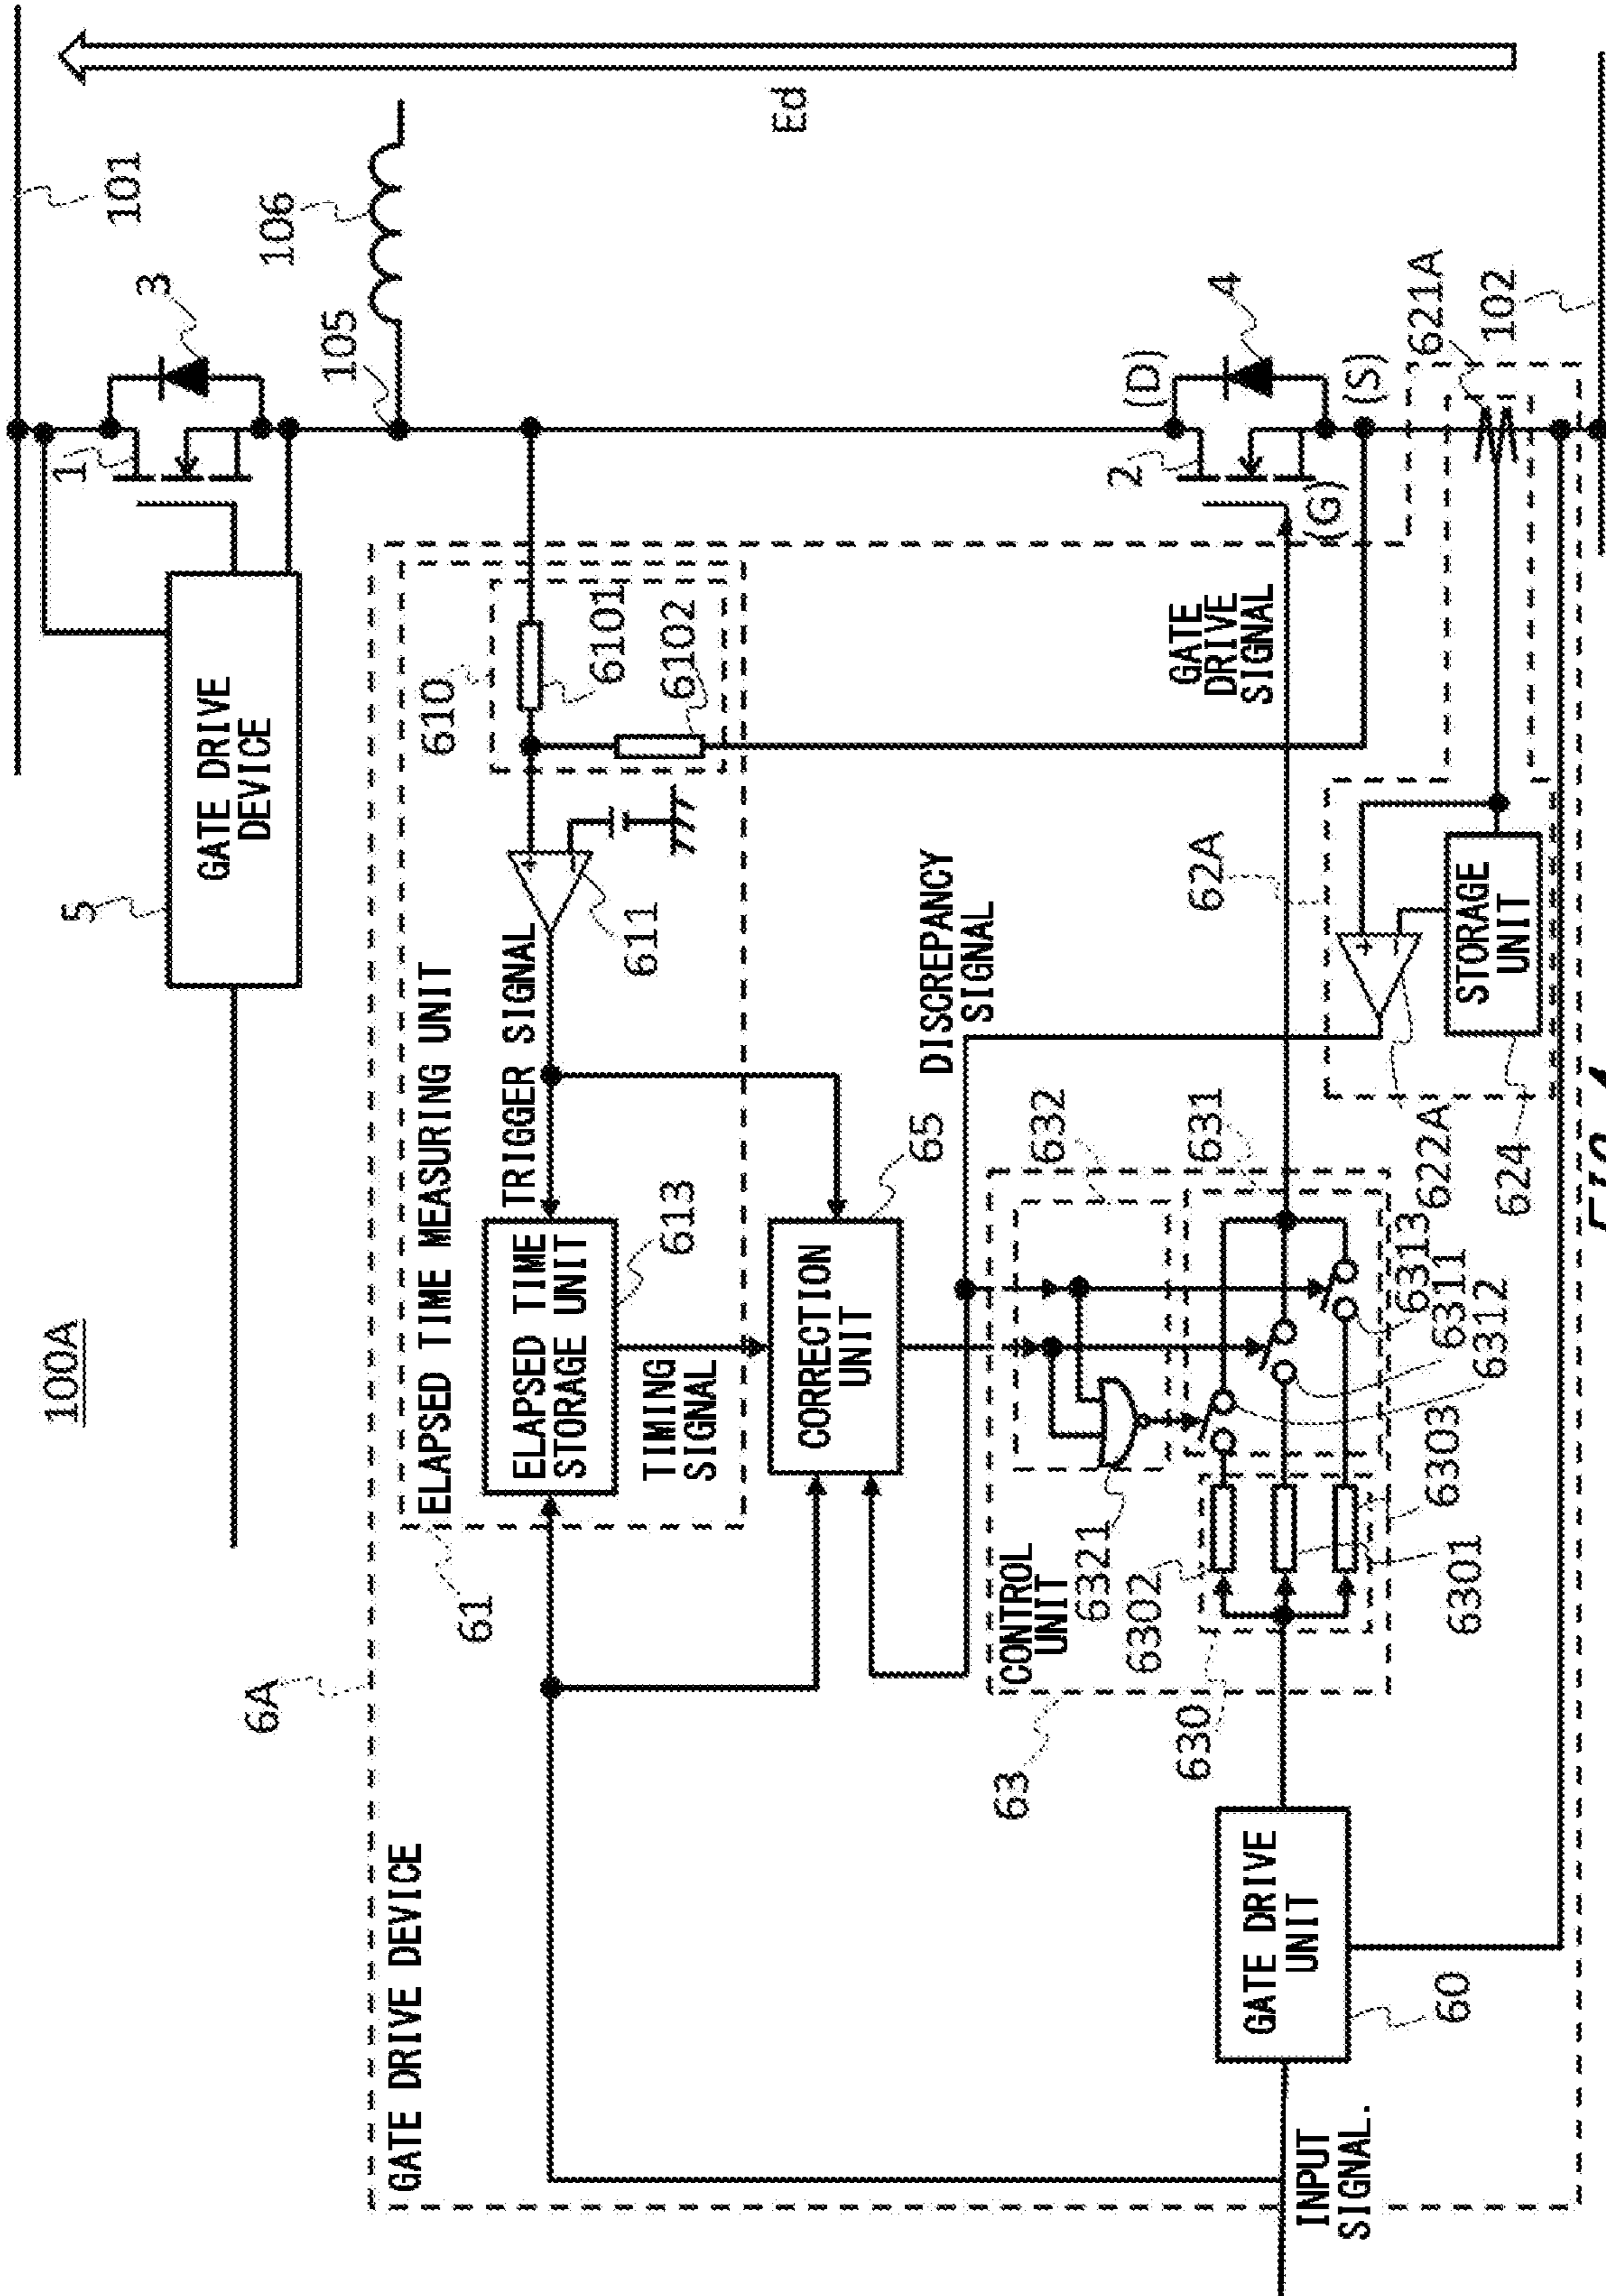 100A
101
106
Ed
3
1
105
5
GATE DRIVE
DEVICE
6A
GATE DRIVE DEVICE
61
ELAPSED TIME MEASURING UNIT
610
6101
6102
TRIGGER SIGNAL
611
ELAPSED TIME
STORAGE UNIT
613
TIMING
SIGNAL
CORRECTION
UNIT
65
DISCREPANCY
SIGNAL
GATE
DRIVE
SIGNAL
(D)
4
2
(G)
(S)
621A
102
62A
STORAGE
UNIT
622A
624
632
631
6313
6311
6312
CONTROL
UNIT
6321
6302
6303
6301
63
630
GATE DRIVE
UNIT
60
INPUT
SIGNAL.